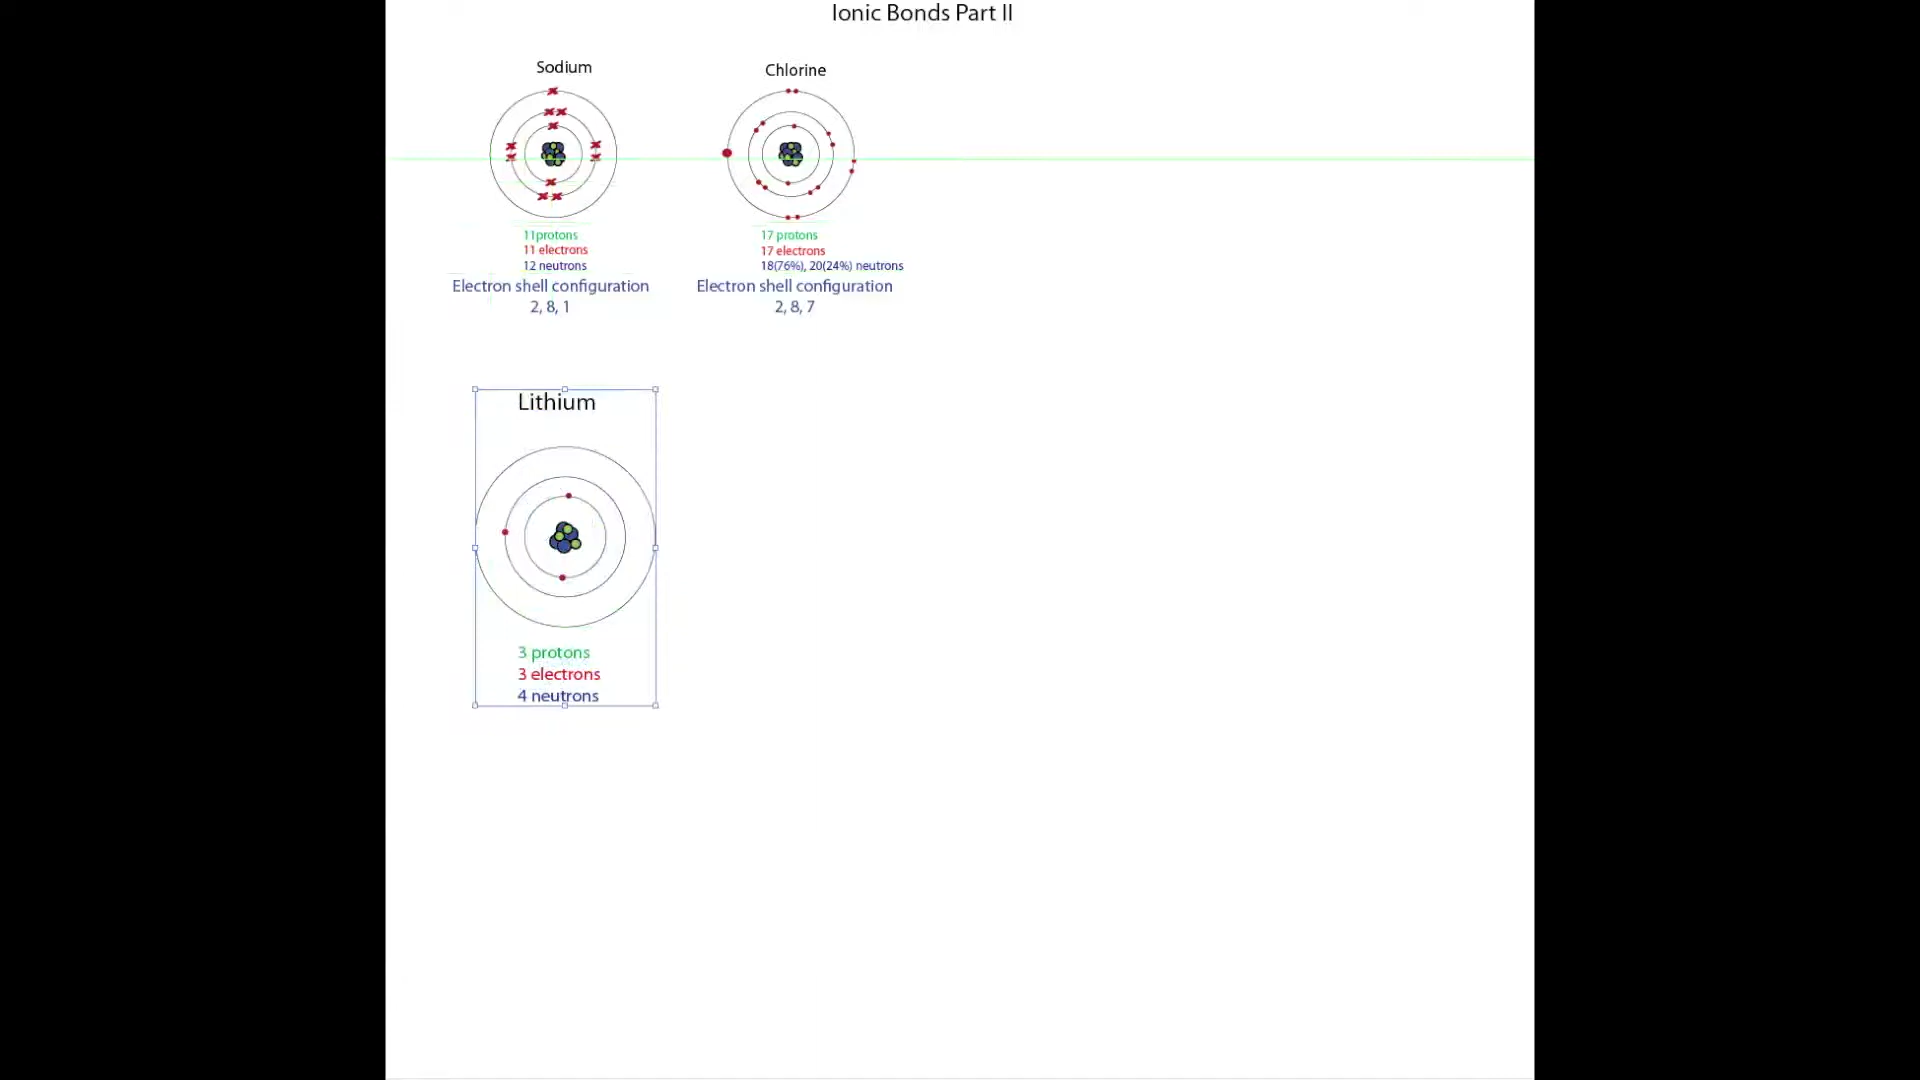 Ionic Bonds Part II
Sodium
Chlorine
11protons
11 electrons
12 neutrons
Electron shell configuration
2, 8, 1
17 protons
17 electrons
18(76%), 20(24%) neutrons
Electron shell configuration
2, 8, 7
Lithium
3 protons
3 electrons
4 neutrons